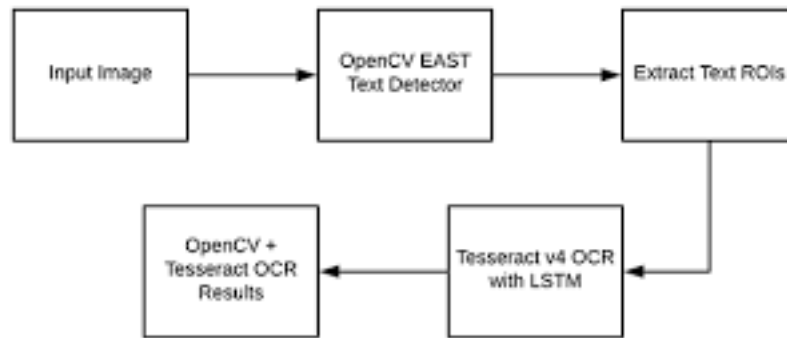 Input Image
OpenCV EAST
Text Detector
Extract Text ROIs
Tesseract v4 OCR
with LSTM
OpenCV +
Tesseract OCR
Results